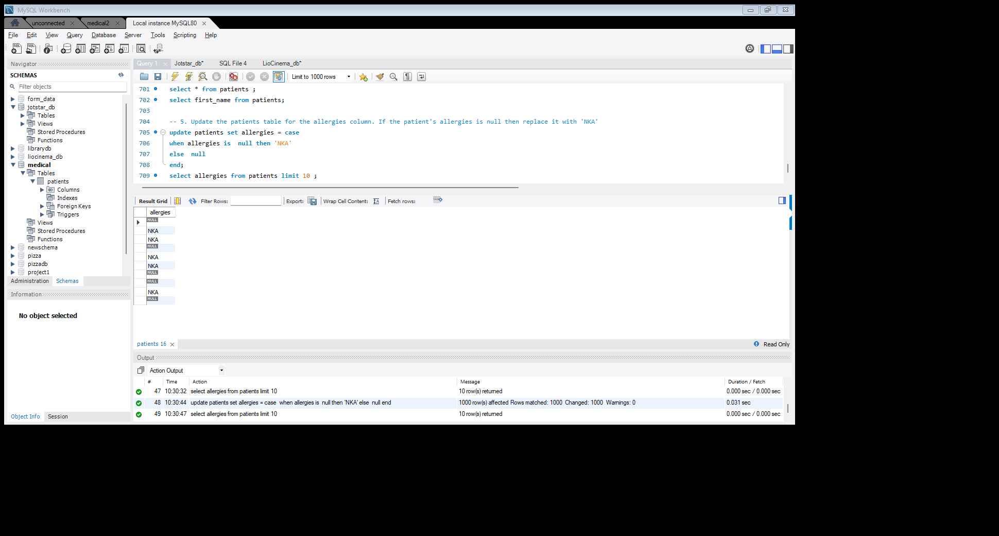 MySQL Workbench
unconnected
medical2
Local instance MySQL80
File Edit View Query Database Server Tools Scripting Help
Navigator
SCHEMAS
Filter objects
form_data
jotstar_db
Tables
Views
Stored Procedures
Functions
librarydb
liocinema_db
medical
Tables
patients
Columns
Indexes
Foreign Keys
Triggers
Views
Stored Procedures
Functions
newschema
pizza
pizzadb
project1
Administration Schemas
Information
No object selected
Object Info Session
Query 1 Jotstar_db* SQL File 4 LioCinema_db*
Limit to 1000 rows
701 select * from patients ;
702 select first_name from patients;
703
704 -- 5. Update the patients table for the allergies column. If the patient's allergies is null then replace it with 'NKA'
705 update patients set allergies = case
706 when allergies is  null then 'NKA'
707 else  null
708 end;
709 select allergies from patients limit 10 ;
Result Grid Filter Rows: Export: Wrap Cell Content: Fetch rows:
allergies
NULL
NKA
NKA
NULL
NKA
NKA
NULL
NULL
NKA
NULL
patients 16
Read Only
Output
Action Output
# Time Action Message Duration / Fetch
47 10:30:32 select allergies from patients limit 10 10 row(s) returned 0.000 sec / 0.000 sec
48 10:30:44 update patients set allergies = case  when allergies is  null then 'NKA' else  null end 1000 row(s) affected Rows matched: 1000  Changed: 1000  Warnings: 0 0.031 sec
49 10:30:47 select allergies from patients limit 10 10 row(s) returned 0.000 sec / 0.000 sec